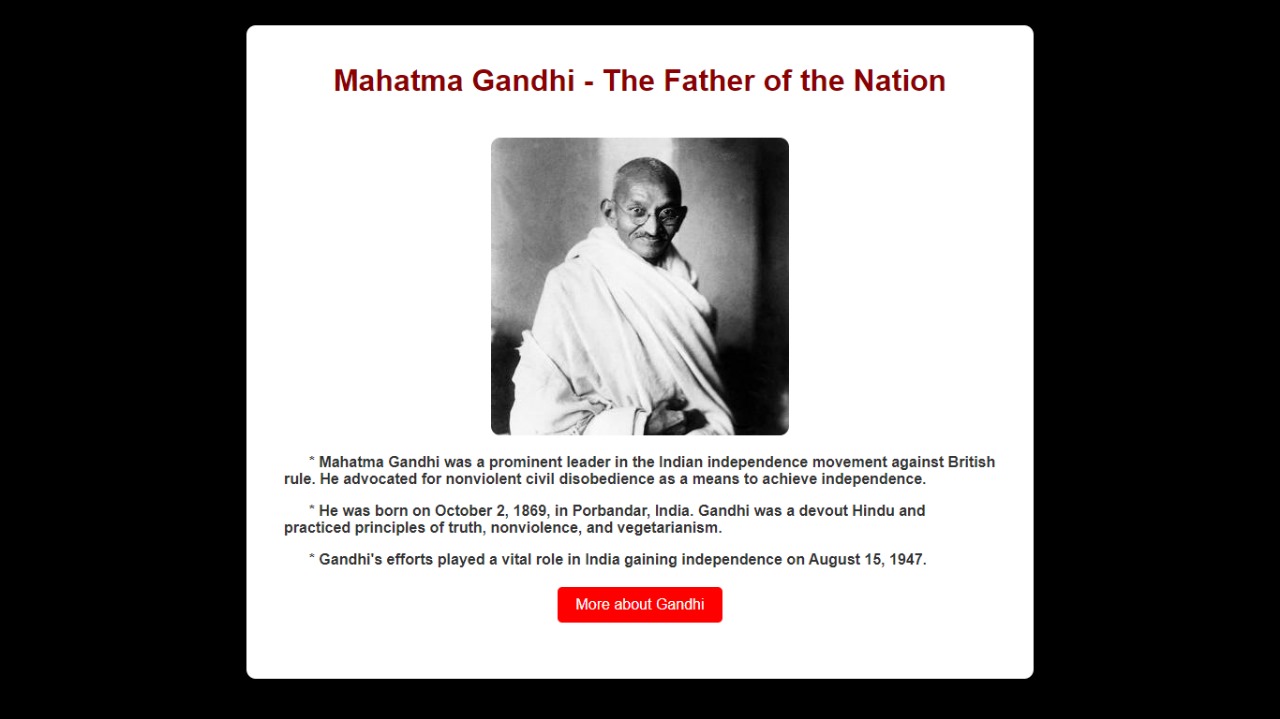 Mahatma Gandhi - The Father of the Nation
* Mahatma Gandhi was a prominent leader in the Indian independence movement against British
rule. He advocated for nonviolent civil disobedience as a means to achieve independence.
* He was born on October 2, 1869, in Porbandar, India. Gandhi was a devout Hindu and
practiced principles of truth, nonviolence, and vegetarianism.
* Gandhi's efforts played a vital role in India gaining independence on August 15, 1947.
More about Gandhi